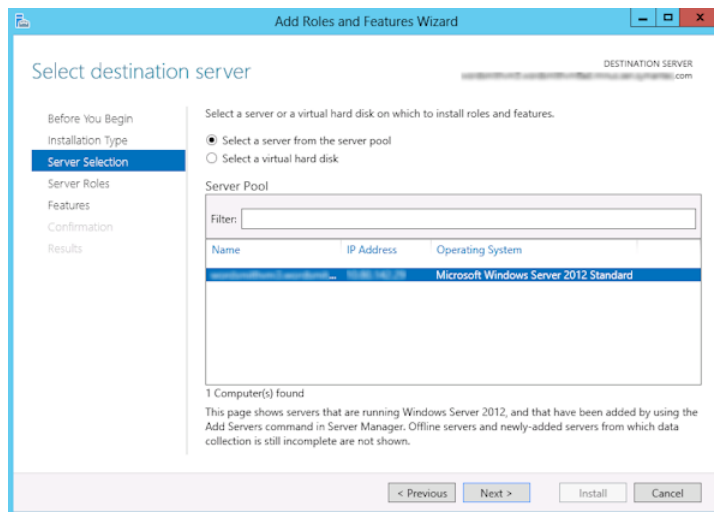 Add Roles and Features Wizard
Select destination server
DESTINATION SERVER
.com
Before You Begin
Installation Type
Server Selection
Server Roles
Features
Confirmation
Results
Select a server or a virtual hard disk on which to install roles and features.
Select a server from the server pool
Select a virtual hard disk
Server Pool
Filter:
Name IP Address Operating System
Microsoft Windows Server 2012 Standard
1 Computer(s) found
This page shows servers that are running Windows Server 2012, and that have been added by using the
Add Servers command in Server Manager. Offline servers and newly-added servers from which data
collection is still incomplete are not shown.
< Previous Next > Install Cancel